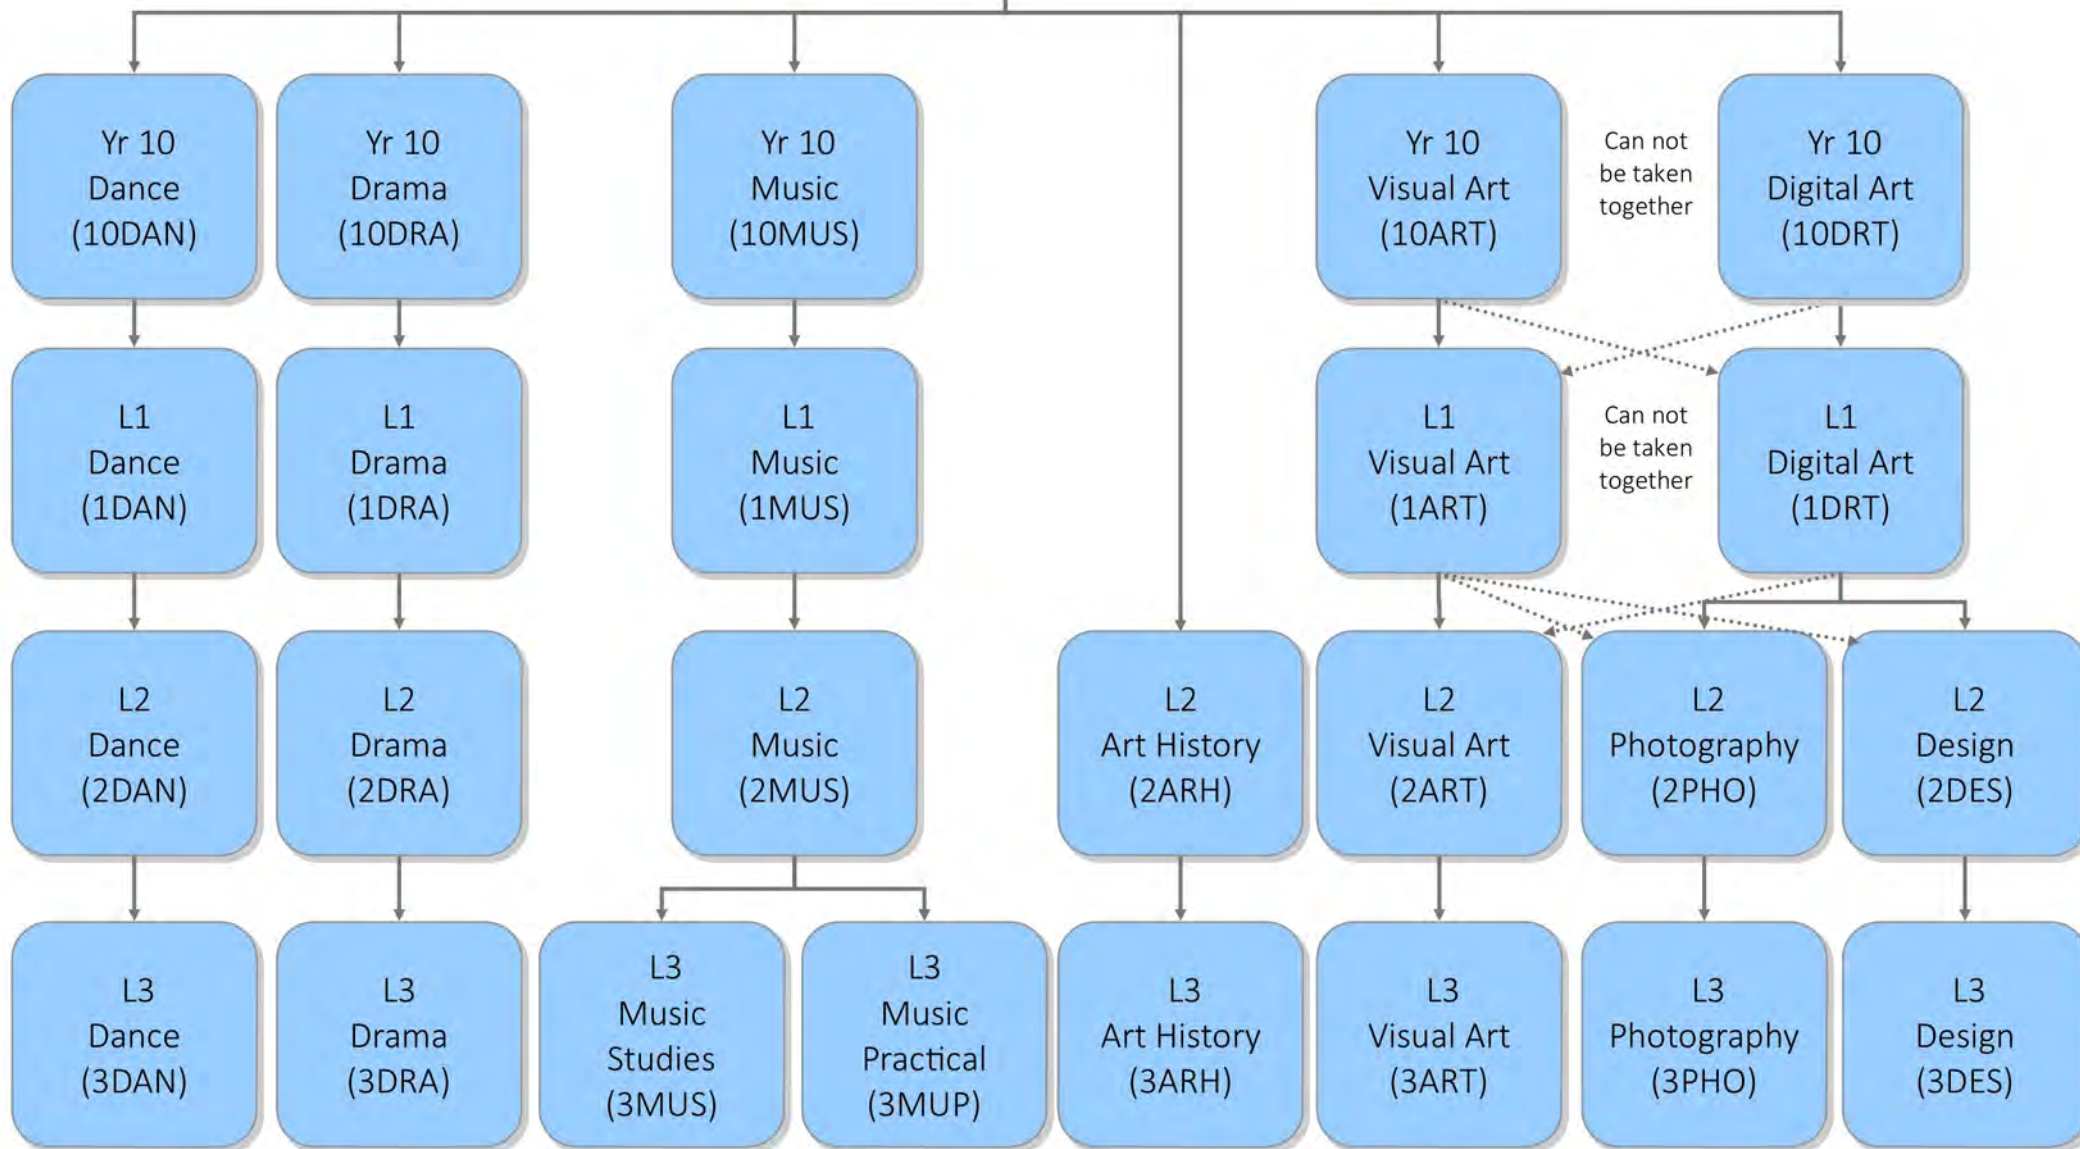 Yr 10
Dance
(10DAN)
Yr 10
Drama
(10DRA)
Yr 10
Music
(10MUS)
Yr 10
Visual Art
(10ART)
Can not
be taken
together
Yr 10
Digital Art
(10DRT)
L1
Dance
(1DAN)
L1
Drama
(1DRA)
L1
Music
(1MUS)
L1
Visual Art
(1ART)
Can not
be taken
together
L1
Digital Art
(1DRT)
L2
Dance
(2DAN)
L2
Drama
(2DRA)
L2
Music
(2MUS)
L2
Art History
(2ARH)
L2
Visual Art
(2ART)
L2
Photography
(2PHO)
L2
Design
(2DES)
L3
Dance
(3DAN)
L3
Drama
(3DRA)
L3
Music
Studies
(3MUS)
L3
Music
Practical
(3MUP)
L3
Art History
(3ARH)
L3
Visual Art
(3ART)
L3
Photography
(3PHO)
L3
Design
(3DES)